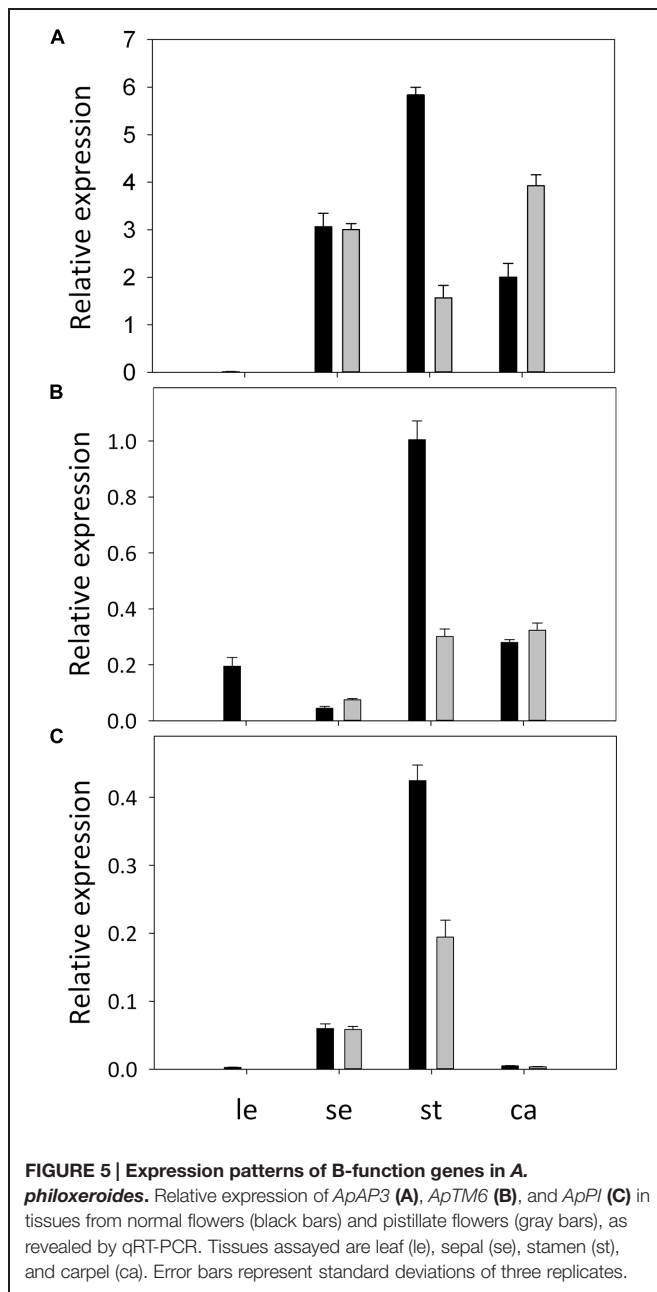 A
7
6
5
4
3
2
1
0
Relative expression
B
1.0
0.8
0.6
0.4
0.2
0.0
Relative expression
C
0.4
0.3
0.2
0.1
0.0
Relative expression
le se st ca
FIGURE 5 | Expression patterns of B-function genes in A.
philoxeroides. Relative expression of ApAP3 (A), ApTM6 (B), and ApPI (C) in
tissues from normal flowers (black bars) and pistillate flowers (gray bars), as
revealed by qRT-PCR. Tissues assayed are leaf (le), sepal (se), stamen (st),
and carpel (ca). Error bars represent standard deviations of three replicates.